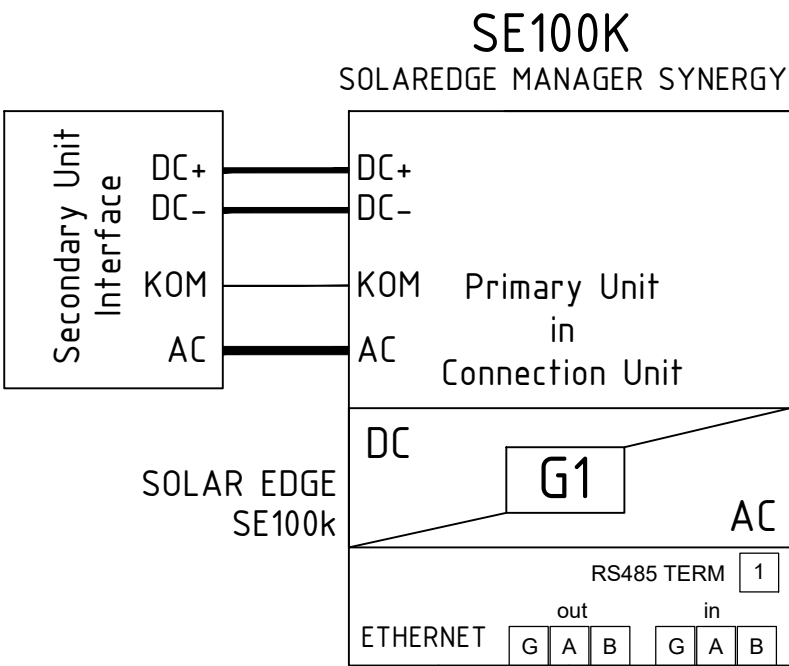 SE100K
SOLAREDGE MANAGER SYNERGY
Secondary Unit
Interface
DC+
DC-
KOM
AC
DC+
DC-
KOM
AC
Primary Unit
in
Connection Unit
SOLAR EDGE
SE100k
DC
G1
AC
RS485 TERM 1
out in
ETHERNET G A B G A B